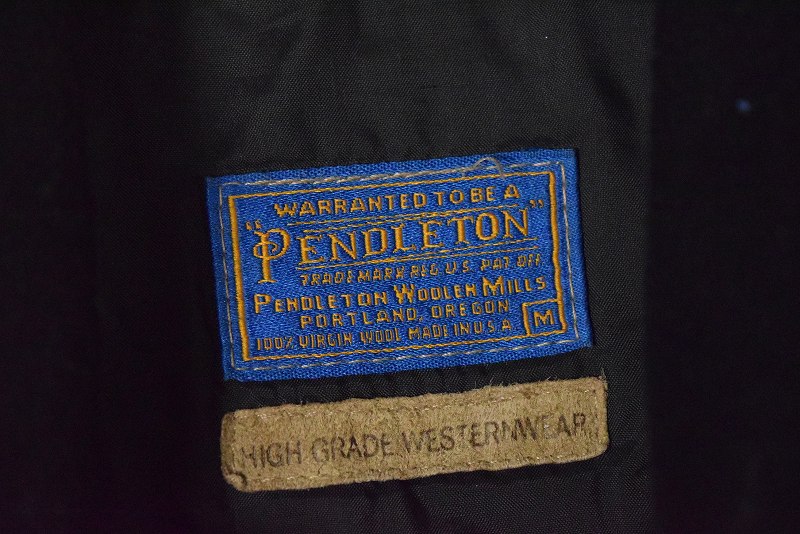 WARRANTED TO BE A
"PENDLETON"
TRADEMARK REG. U.S. PAT. OFF.
PENDLETON WOOLEN MILLS
PORTLAND, OREGON
100% VIRGIN WOOL MADE IN U.S.A.
M
HIGH GRADE WESTERNWEAR